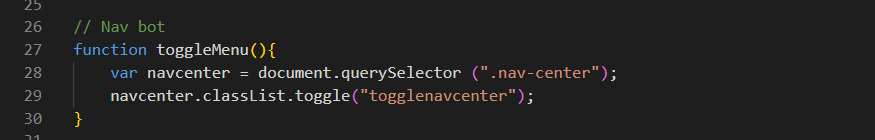 25
26 // Nav bot
27 function toggleMenu(){
28 var navcenter = document.querySelector (".nav-center");
29 navcenter.classList.toggle("togglenavcenter");
30 }
31